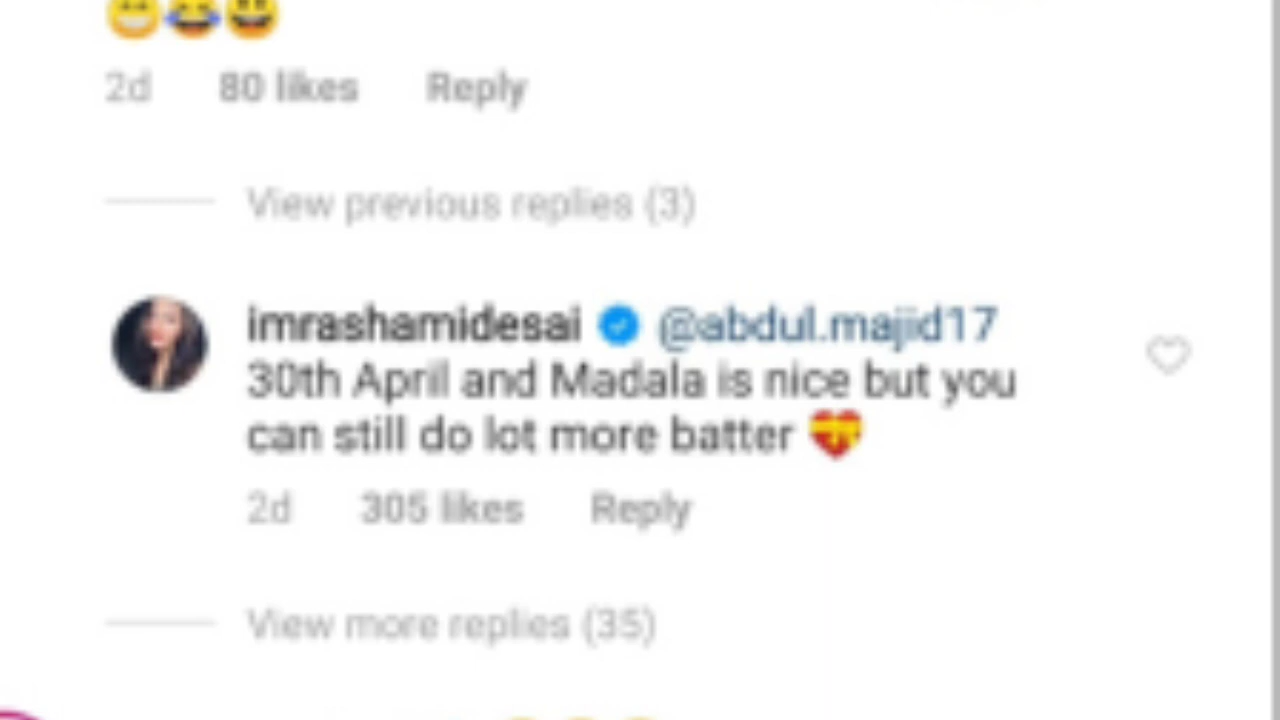 😁😂😃
2d 80 likes Reply
View previous replies (3)
imrashamidesai @abdul.majid17
30th April and Madala is nice but you
can still do lot more batter 💝
2d 305 likes Reply
View more replies (35)